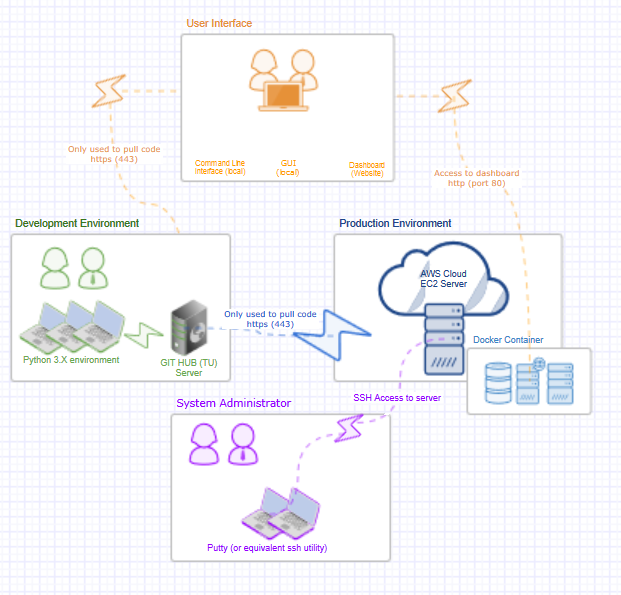 User Interface
Only used to pull code
https (443)
Command Line
Interface (local)
GUI
(local)
Dashboard
(Website)
Access to dashboard
http (port 80)
Development Environment
Production Environment
AWS Cloud
EC2 Server
Only used to pull code
https (443)
Python 3.X environment
GIT HUB (TU)
Server
Docker Container
SSH Access to server
System Administrator
Putty (or equivalent ssh utility)